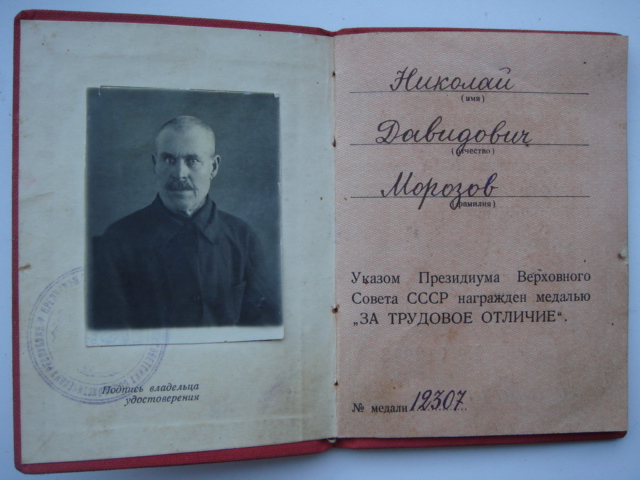 Подпись владельца
удостоверения
Николай
(имя)
Давидович
(отчество)
Морозов
(фамилия)
Указом Президиума Верховного
Совета СССР награжден медалью
„ЗА ТРУДОВОЕ ОТЛИЧИЕ“.
№ медали 12307